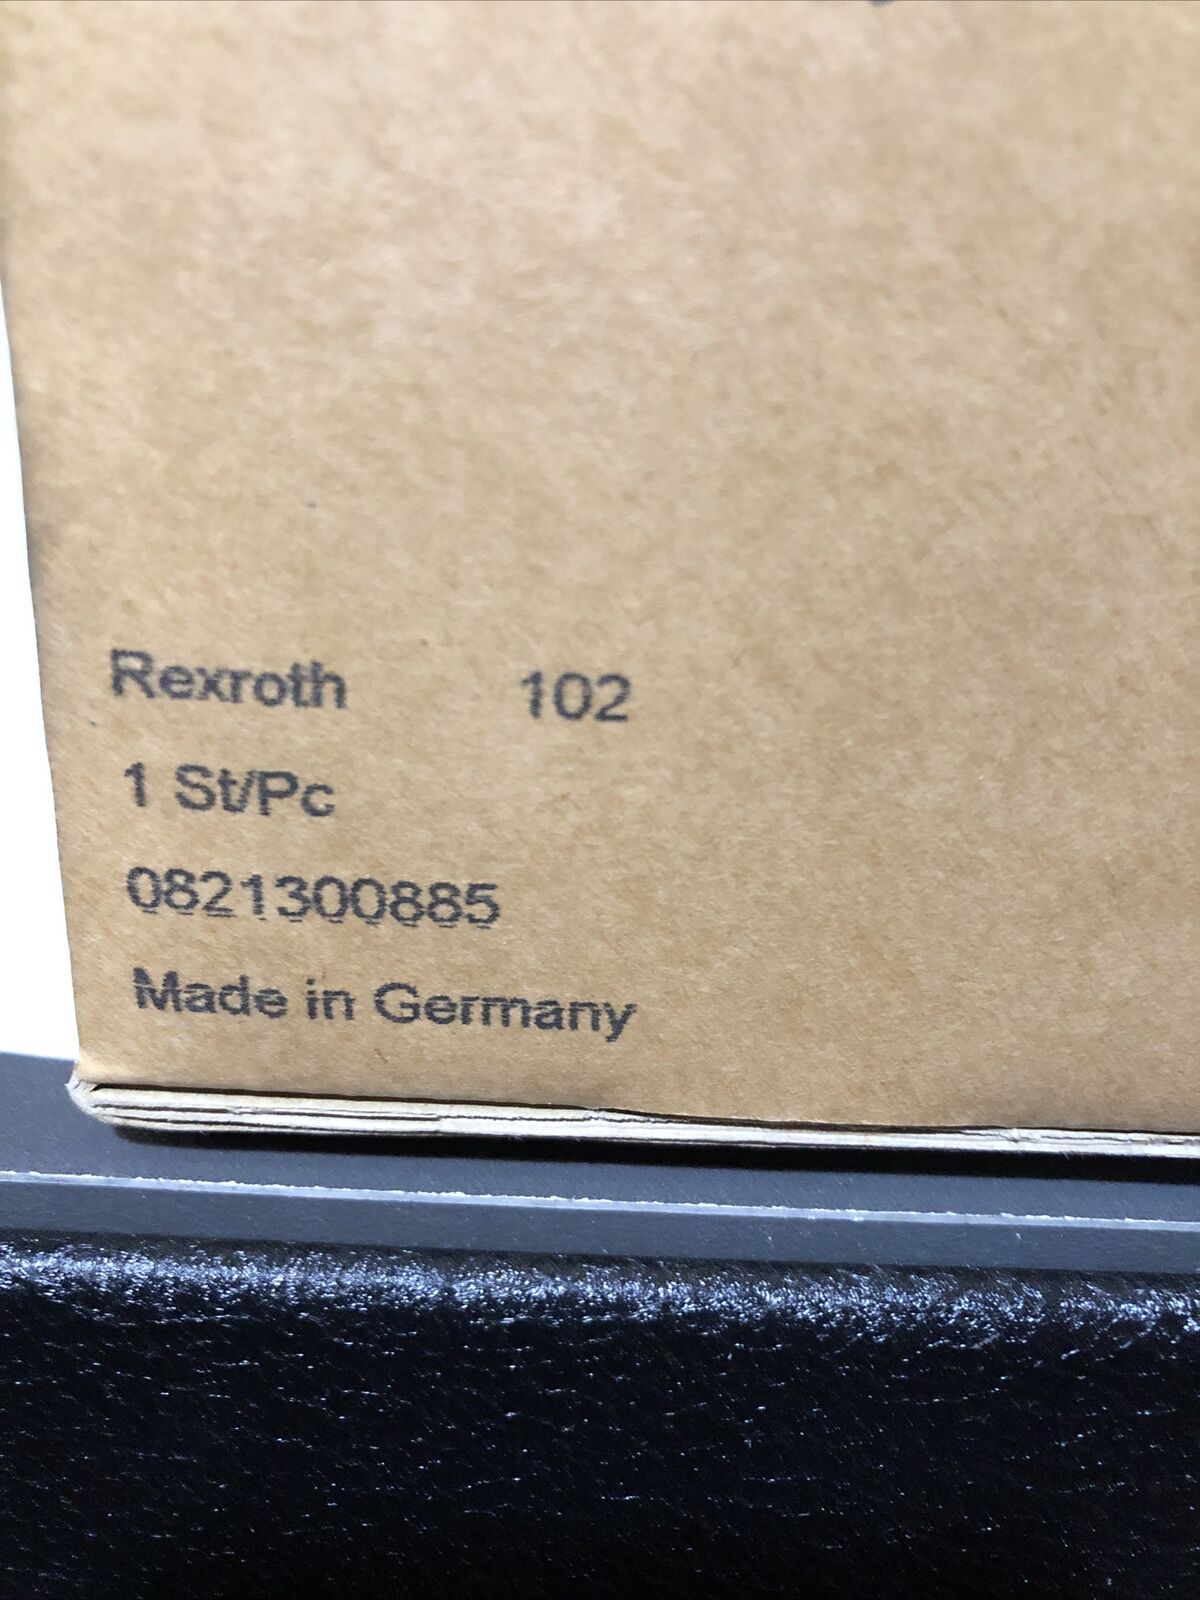 Rexroth 102
1 St/Pc
0821300885
Made in Germany